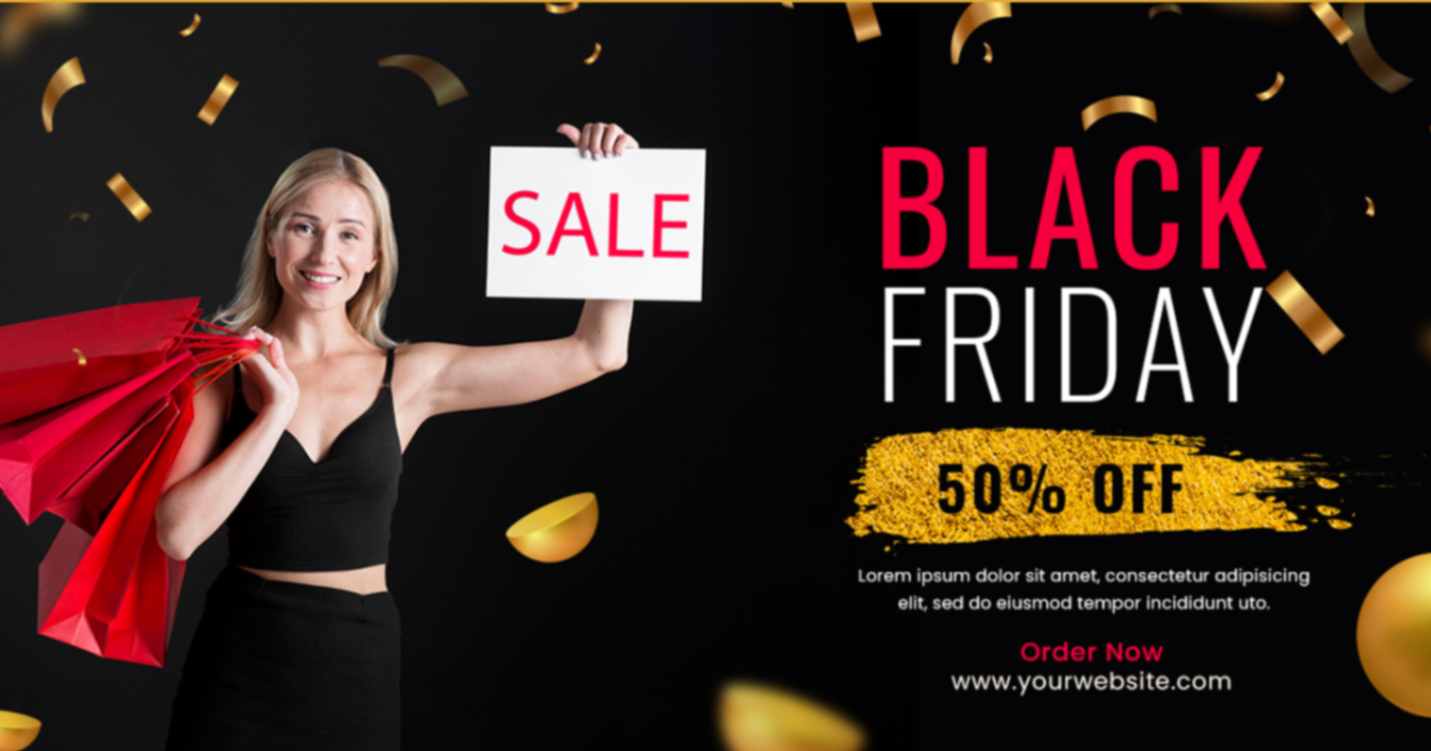 SALE
BLACK
FRIDAY
50% OFF
Lorem ipsum dolor sit amet, consectetur adipisicing
elit, sed do eiusmod tempor incididunt uto.
Order Now
www.yourwebsite.com